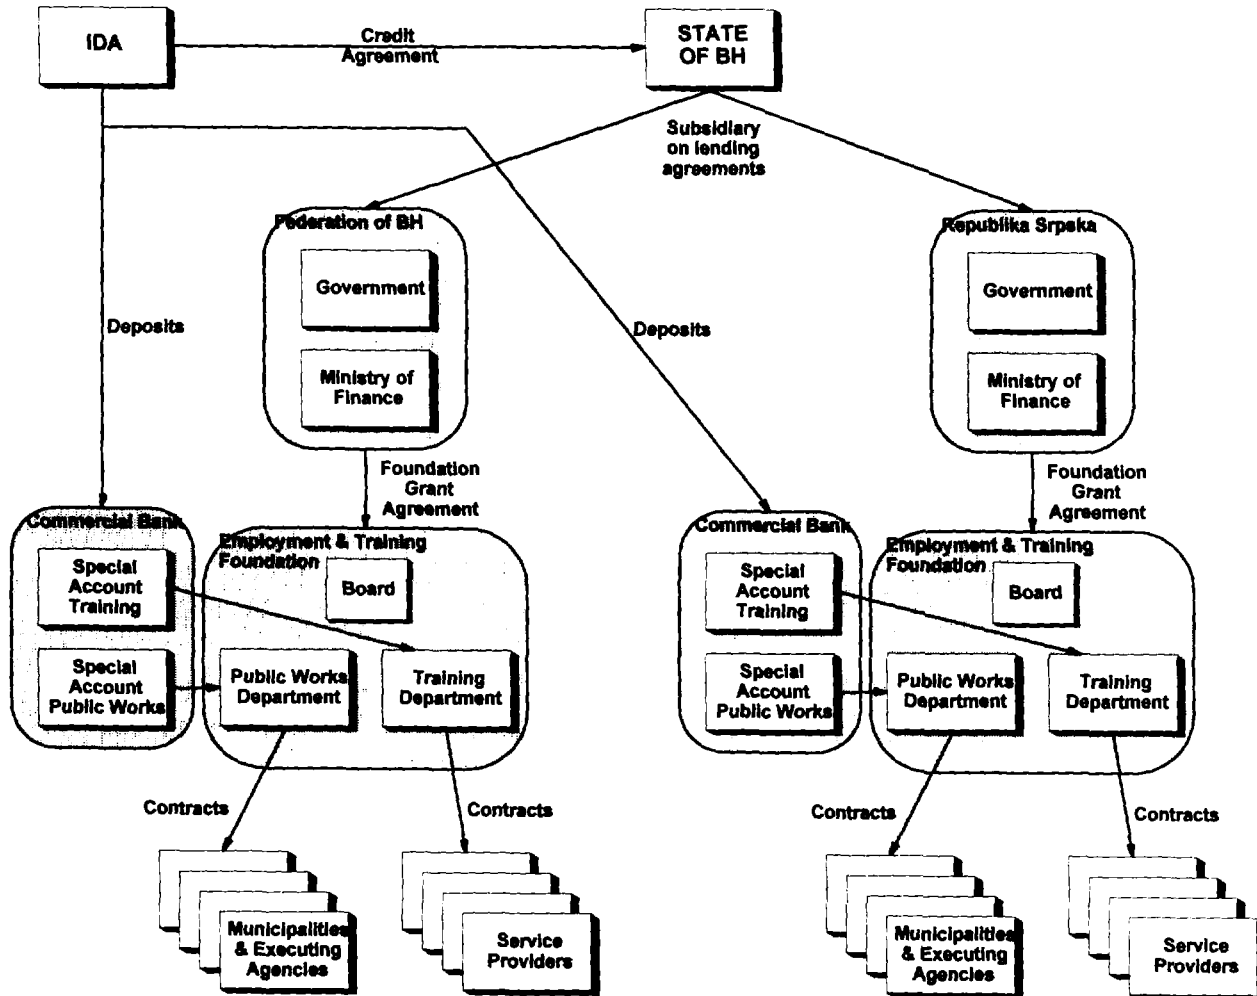 IDA
Credit
Agreement
STATE
OF BH
Subsidiary
on lending
agreements
Federation of BH
Government
Ministry of
Finance
Republika Srpska
Government
Ministry of
Finance
Deposits
Deposits
Foundation
Grant
Agreement
Foundation
Grant
Agreement
Commercial Bank
Special
Account
Training
Special
Account
Public Works
Employment & Training
Foundation
Board
Public Works
Department
Training
Department
Commercial Bank
Special
Account
Training
Special
Account
Public Works
Employment & Training
Foundation
Board
Public Works
Department
Training
Department
Contracts
Contracts
Contracts
Contracts
Municipalities
& Executing
Agencies
Service
Providers
Municipalities
& Executing
Agencies
Service
Providers